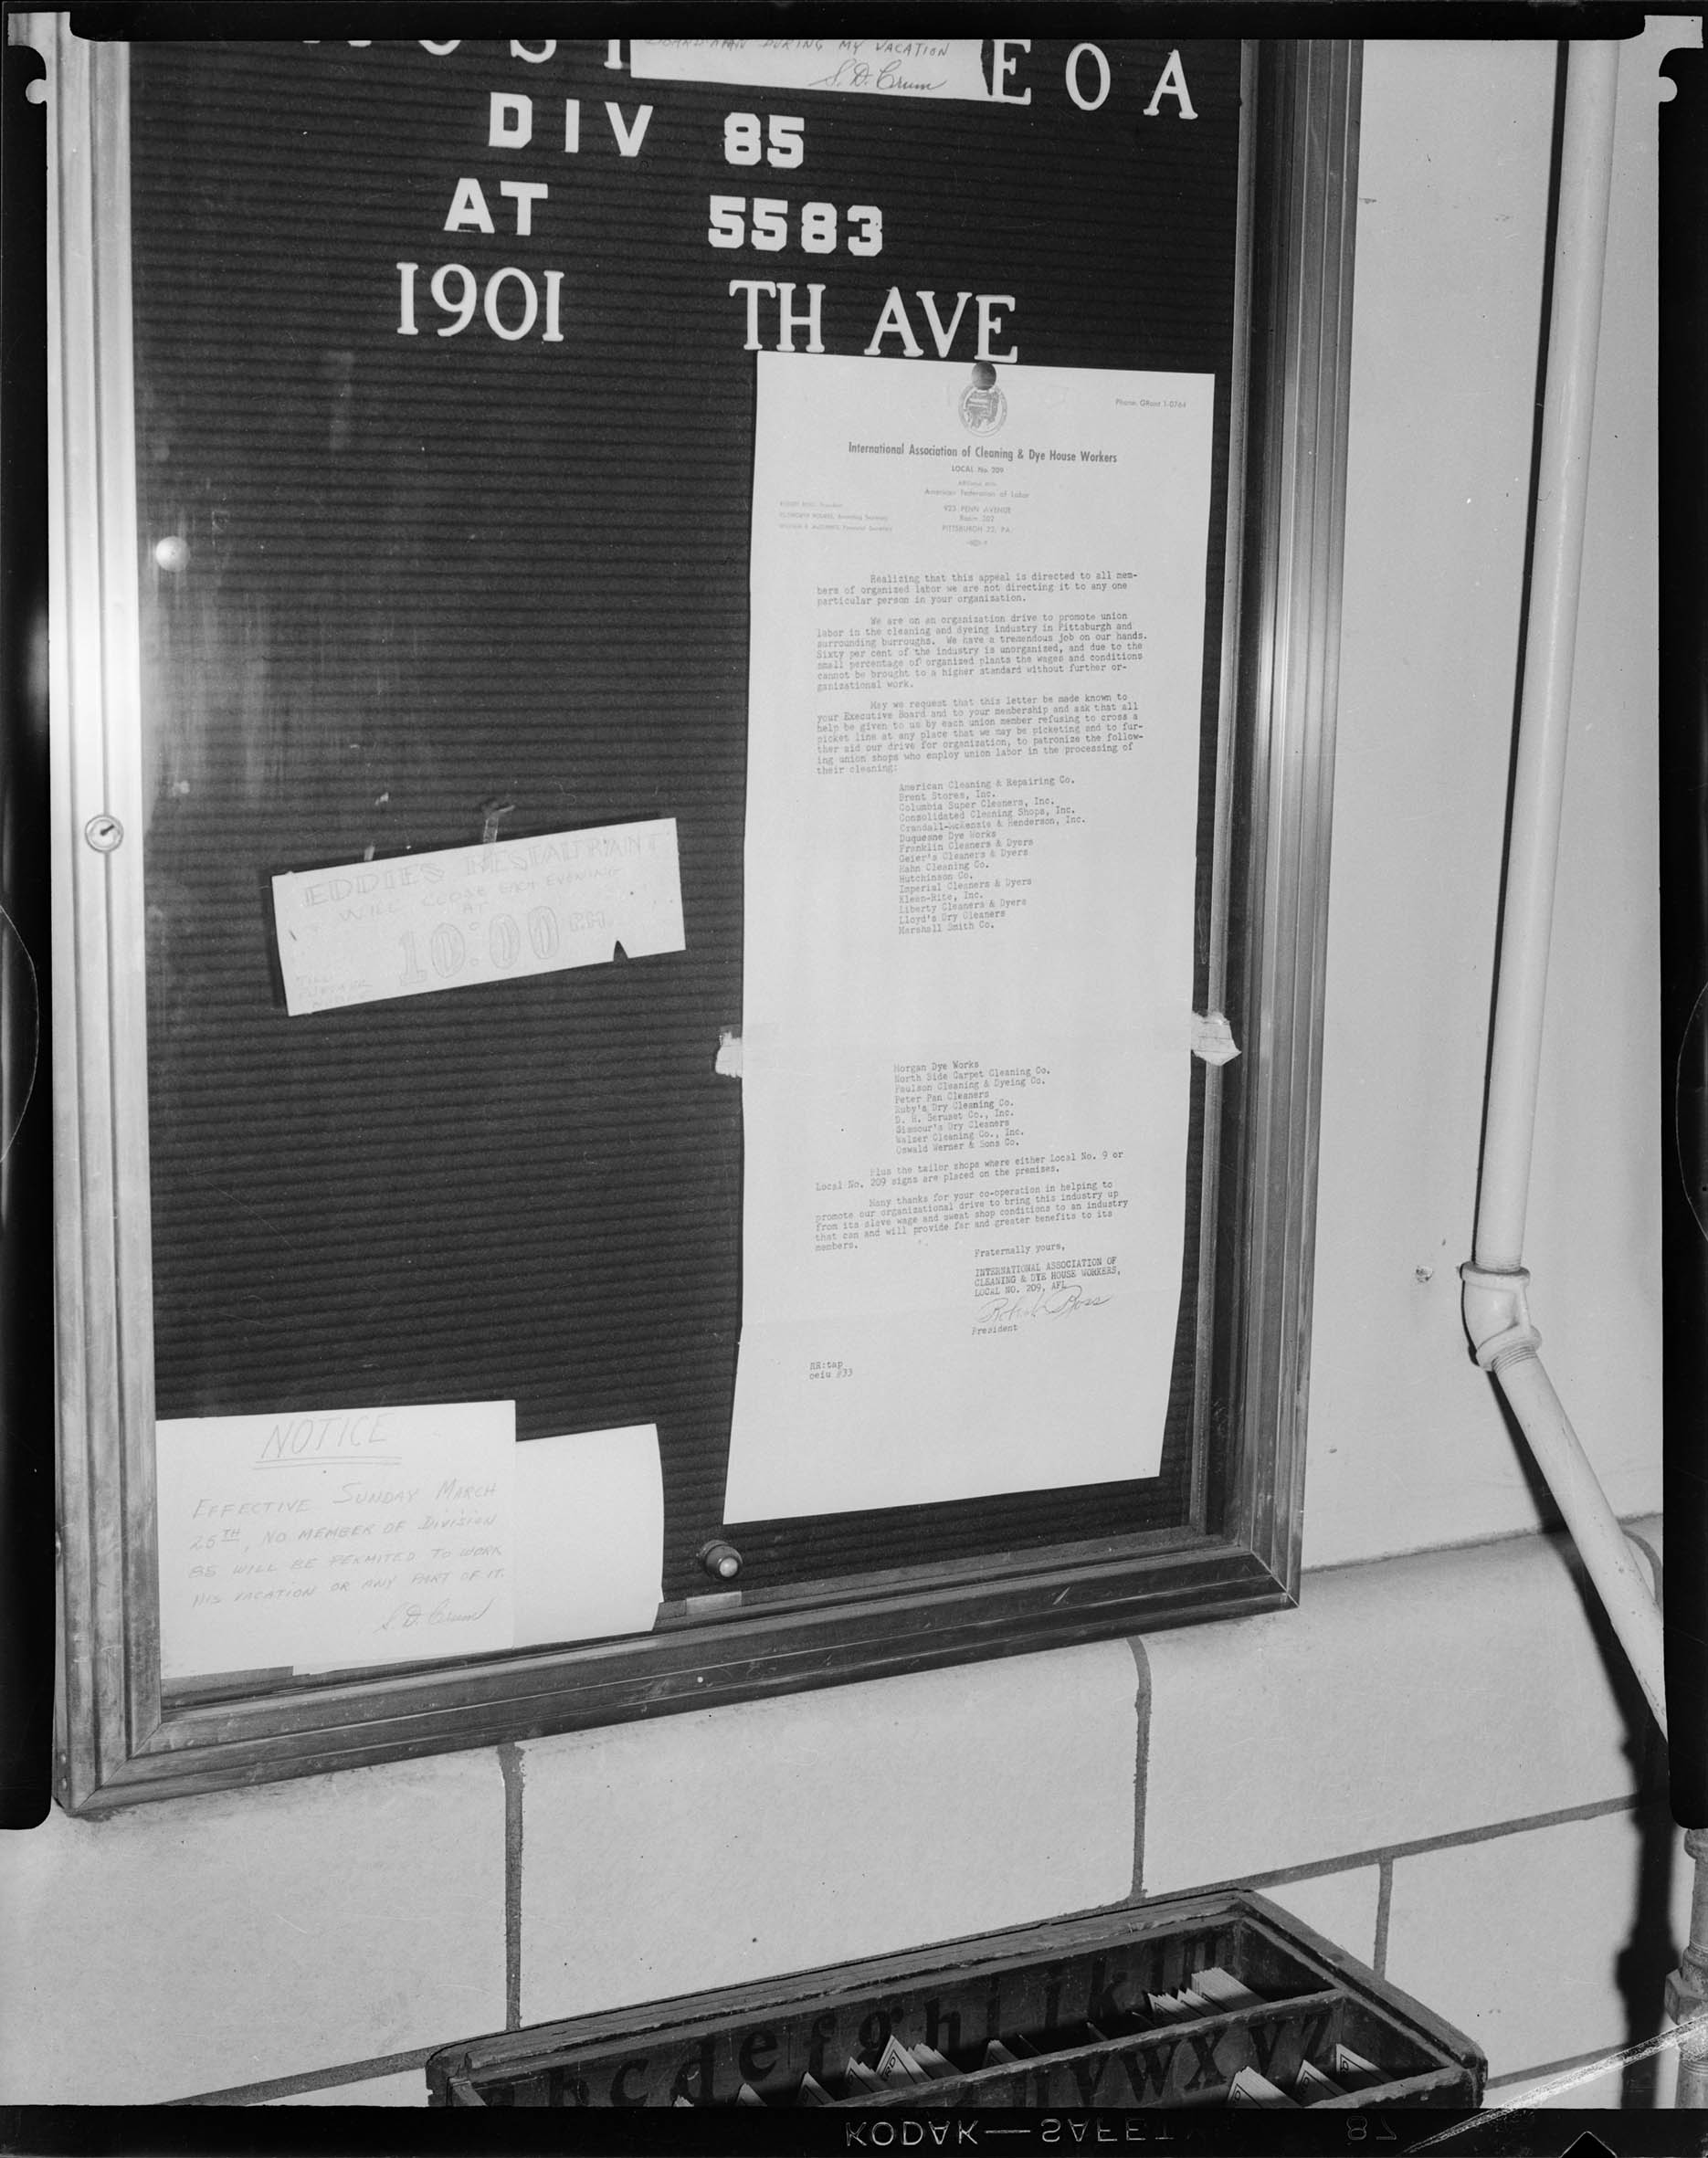 DURING MY VACATION
S. D. Crum
EOA
DIV 85
AT 5583
1901 TH AVE
Phone: GRant 1-0764
International Association of Cleaning & Dye House Workers
LOCAL No. 209
Affiliated with
American Federation of Labor
923 PENN AVENUE
Room 202
PITTSBURGH 22, PA.
Realizing that this appeal is directed to all mem-
bers of organized labor we are not directing it to any one
particular person in your organization.
We are on an organization drive to promote union
labor in the cleaning and dyeing industry in Pittsburgh and
surrounding burroughs. We have a tremendous job on our hands.
Sixty per cent of the industry is unorganized, and due to the
small percentage of organized plants the wages and conditions
cannot be brought to a higher standard without further or-
ganizational work.
May we request that this letter be made known to
your Executive Board and to your membership and ask that all
help be given to us by each union member refusing to cross a
picket line at any place that we may be picketing and to fur-
ther aid our drive for organization, to patronize the follow-
ing union shops who employ union labor in the processing of
their cleaning:
American Cleaning & Repairing Co.
Brent Stores, Inc.
Columbia Super Cleaners, Inc.
Consolidated Cleaning Shops, Inc.
Crandall-McKenzie & Henderson, Inc.
Duquesne Dye Works
Franklin Cleaners & Dyers
Geier's Cleaners & Dyers
Hahn Cleaning Co.
Hutchinson Co.
Imperial Cleaners & Dyers
Kleen-Rite, Inc.
Liberty Cleaners & Dyers
Lloyd's Dry Cleaners
Marshall Smith Co.
Morgan Dye Works
North Side Carpet Cleaning Co.
Paulson Cleaning & Dyeing Co.
Peter Pan Cleaners
Ruby's Dry Cleaning Co.
D. H. Seruset Co., Inc.
Dry Cleaners
Walser Cleaning Co., Inc.
Oswald Werner & Sons Co.
Plus the tailor shops where either Local No. 9 or
Local No. 209 signs are placed on the premises.
Many thanks for your co-operation in helping to
promote our organizational drive to bring this industry up
from its slave wage and sweat shop conditions to an industry
that can and will provide far and greater benefits to its
members.
Fraternally yours,
INTERNATIONAL ASSOCIATION OF
CLEANING & DYE HOUSE WORKERS,
LOCAL NO. 209, AFL
Robert Ross
President
RR:tap
oeiu #33
EDDIE'S RESTAURANT
WILL CLOSE EACH EVENING
AT
10:00 P.M.
TILL
FURTHER
NOTICE
NOTICE
EFFECTIVE SUNDAY MARCH
25TH, NO MEMBER OF DIVISION
85 WILL BE PERMITED TO WORK
HIS VACATION OR ANY PART OF IT.
S. D. Crum
a b c d e f g h i j k l m
v w x y z
KODAK—SAFET
87